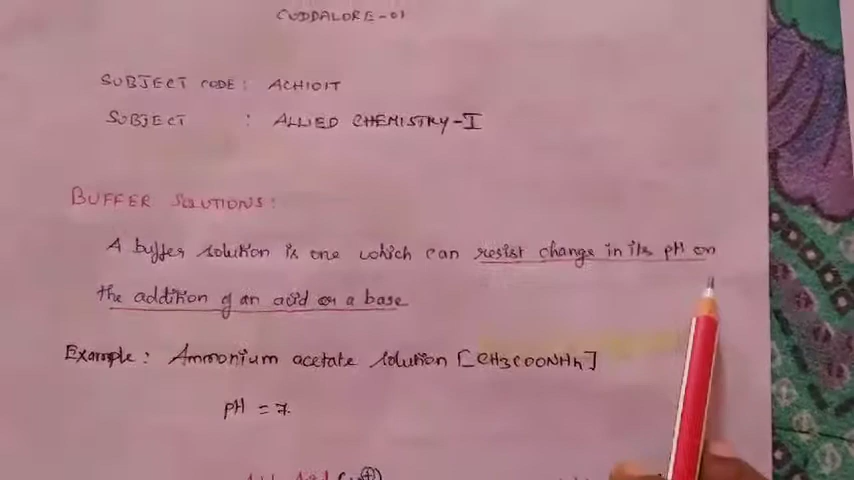 CUDDALORE-01
SUBJECT CODE: ACHIOIT
SUBJECT : ALLIED CHEMISTRY-I
BUFFER SOLUTIONS:
A buffer solution is one which can resist change in its pH on
the addition of an acid or a base
Example: Ammonium acetate solution [CH3COONH4]
pH = 7.